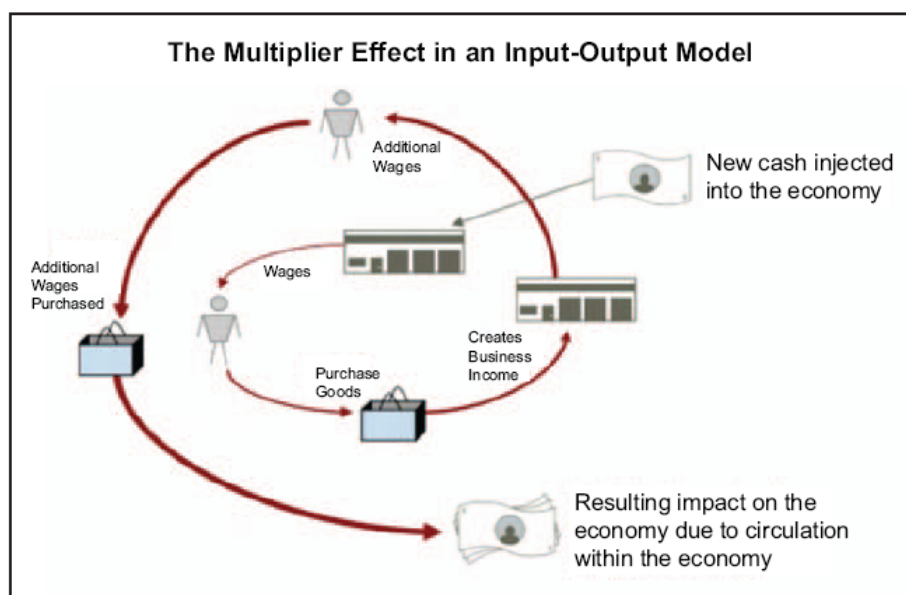 The Multiplier Effect in an Input-Output Model
Additional
Wages
New cash injected
into the economy
Wages
Additional
Wages
Purchased
Creates
Business
Income
Purchase
Goods
Resulting impact on the
economy due to circulation
within the economy